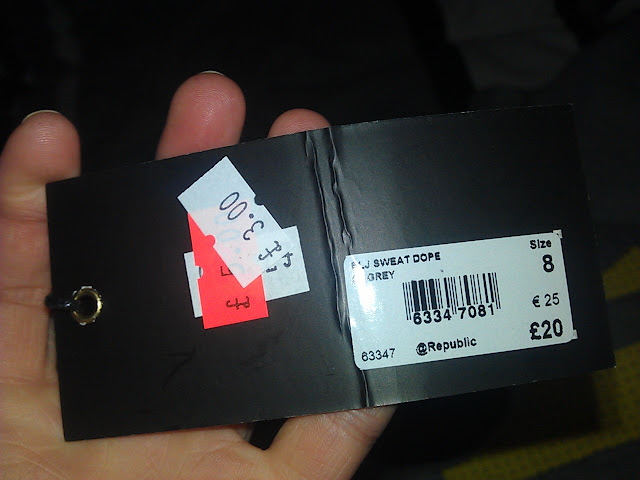 3.00
SWEAT DOPE
GREY
Size
8
6334 7081
€ 25
£20
63347
@Republic